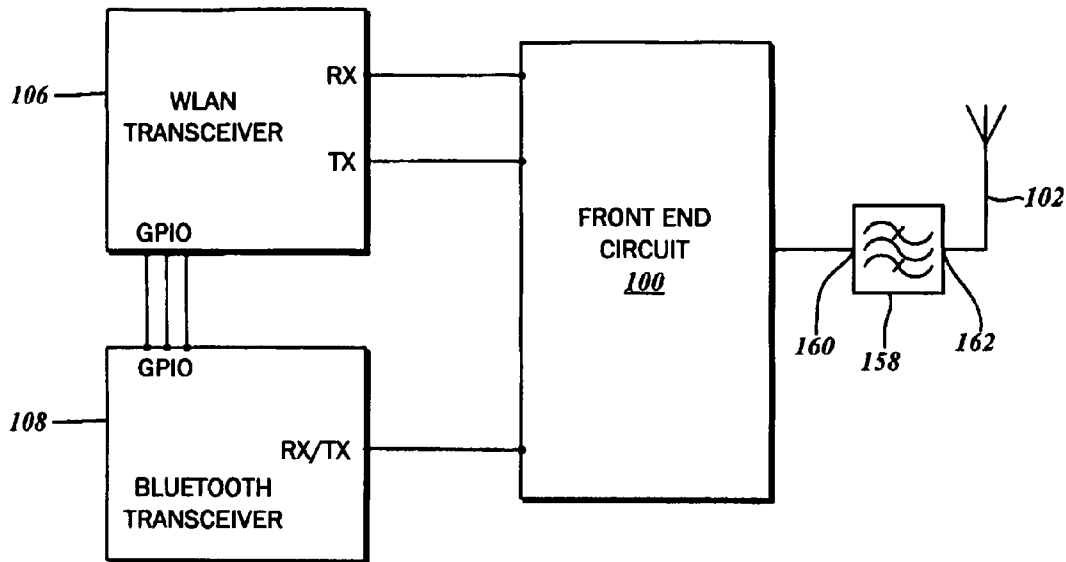 106
WLAN
TRANSCEIVER
RX
TX
GPIO
FRONT END
CIRCUIT
100
102
160
158
162
GPIO
108
RX/TX
BLUETOOTH
TRANSCEIVER